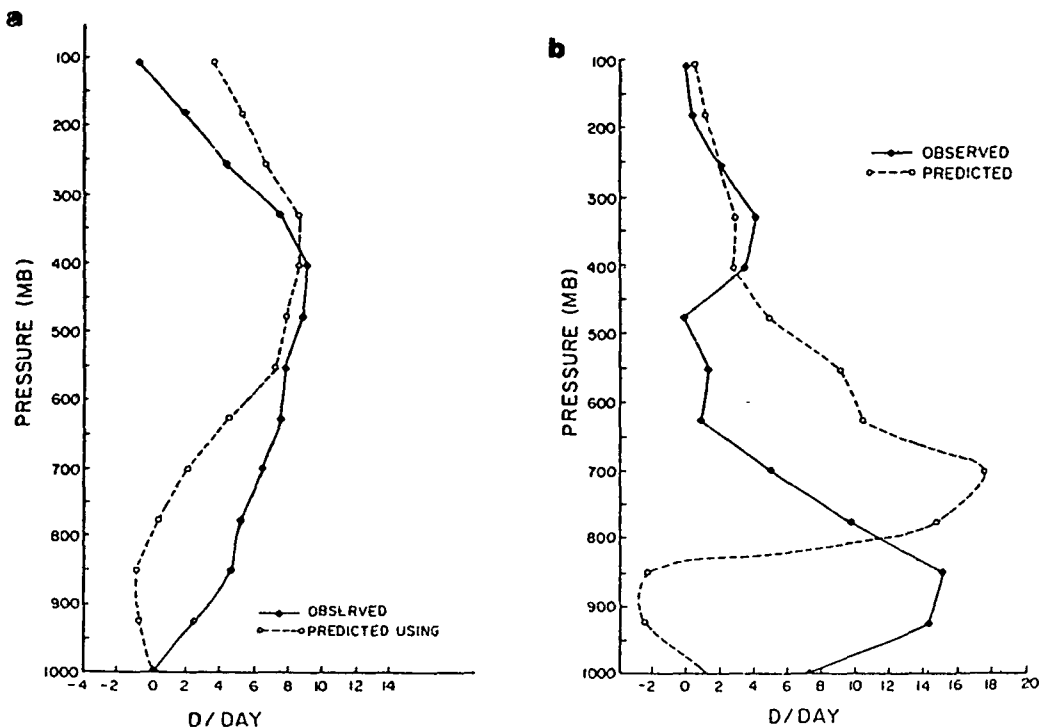 a
100
200
300
400
500
600
700
800
900
1000
PRESSURE (MB)
-4 -2 0 2 4 6 8 10 12 14
D/DAY
OBSLRVED
PREDICTED USING
b
100
200
300
400
500
600
700
800
900
1000
PRESSURE (MB)
-2 0 2 4 6 8 10 12 14 16 18 20
D/DAY
OBSERVED
PREDICTED